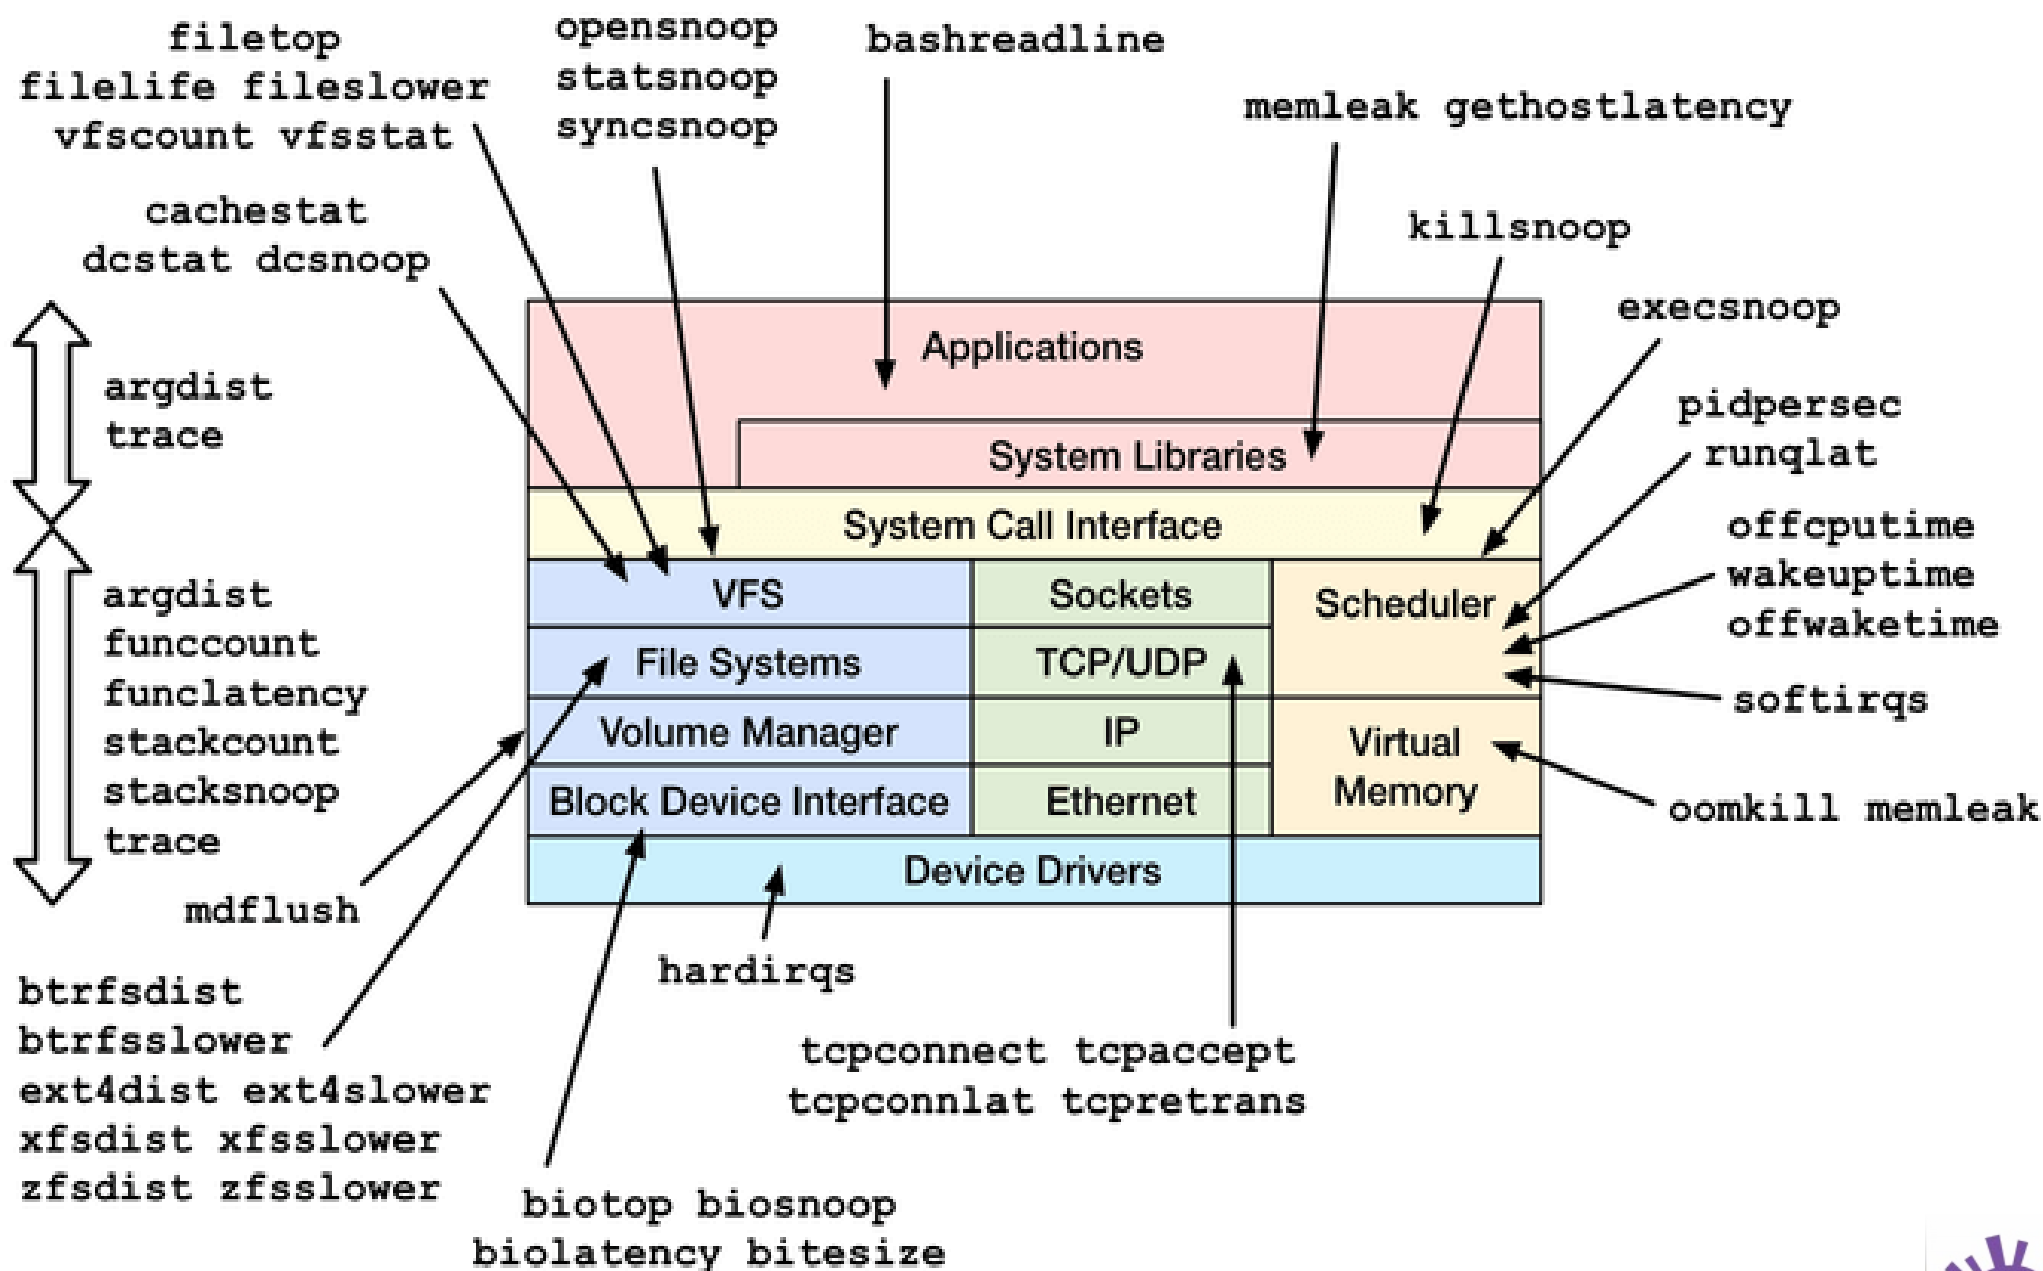 filetop
filelife fileslower
vfscount vfsstat
opensnoop
statsnoop
syncsnoop
bashreadline
memleak gethostlatency
cachestat
dcstat dcsnoop
killsnoop
execsnoop
argdist
trace
Applications
System Libraries
System Call Interface
pidpersec
runqlat
offcputime
wakeuptime
offwaketime
softirqs
oomkill memleak
VFS
File Systems
Volume Manager
Block Device Interface
Sockets
TCP/UDP
IP
Ethernet
Scheduler
Virtual
Memory
Device Drivers
argdist
funccount
funclatency
stackcount
stacksnoop
trace
mdflush
hardirqs
btrfsdist
btrfsslower
ext4dist ext4slower
xfsdist xfsslower
zfsdist zfsslower
tcpconnect tcpaccept
tcpconnlat tcpretrans
biotop biosnoop
biolatency bitesize